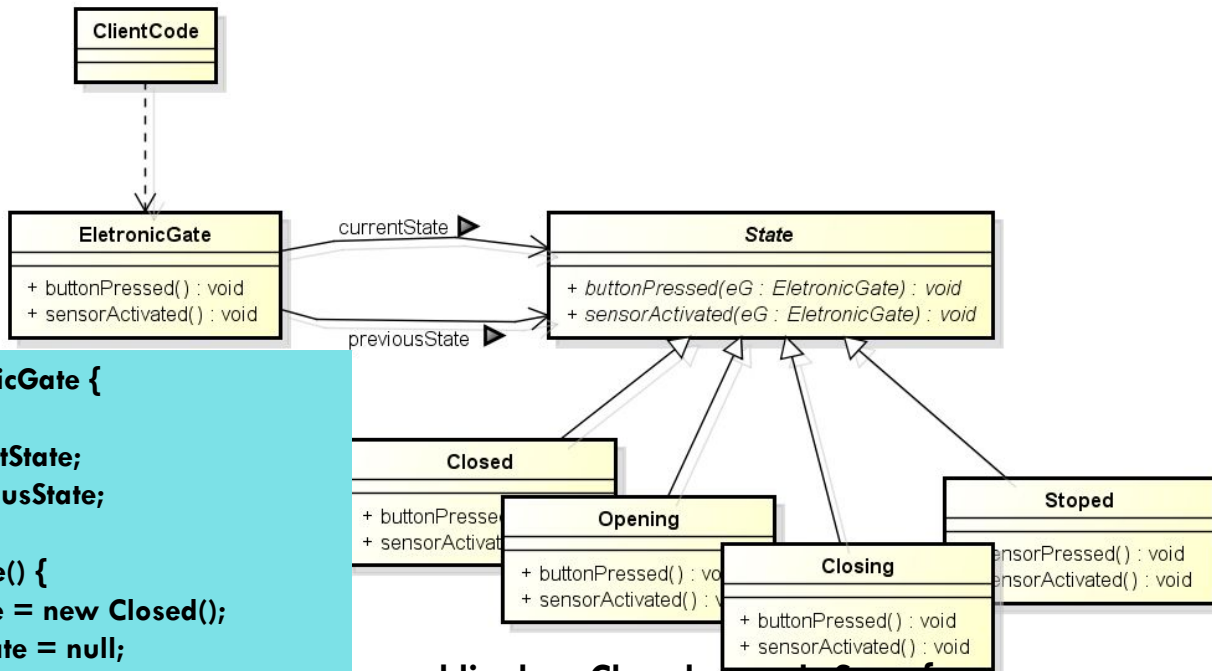 ClientCode
EletronicGate
+ buttonPressed() : void
+ sensorActivated() : void
currentState
previousState
State
+ buttonPressed(eG : EletronicGate) : void
+ sensorActivated(eG : EletronicGate) : void
icGate {
tState;
usState;
e() {
e = new Closed();
te = null;
Closed
+ buttonPresse
+ sensorActivat
Opening
+ buttonPressed() : vo
+ sensorActivated() : v
Closing
+ buttonPressed() : void
+ sensorActivated() : void
Stoped
ensorPressed() : void
ensorActivated() : void